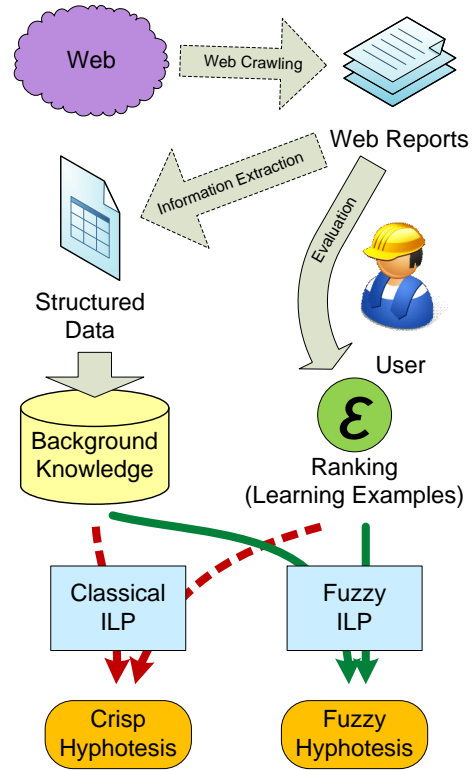 Web
Web Crawling
Web Reports
Information Extraction
Evaluation
Structured
Data
User
Background
Knowledge
ε
Ranking
(Learning Examples)
Classical
ILP
Fuzzy
ILP
Crisp
Hyphotesis
Fuzzy
Hyphotesis